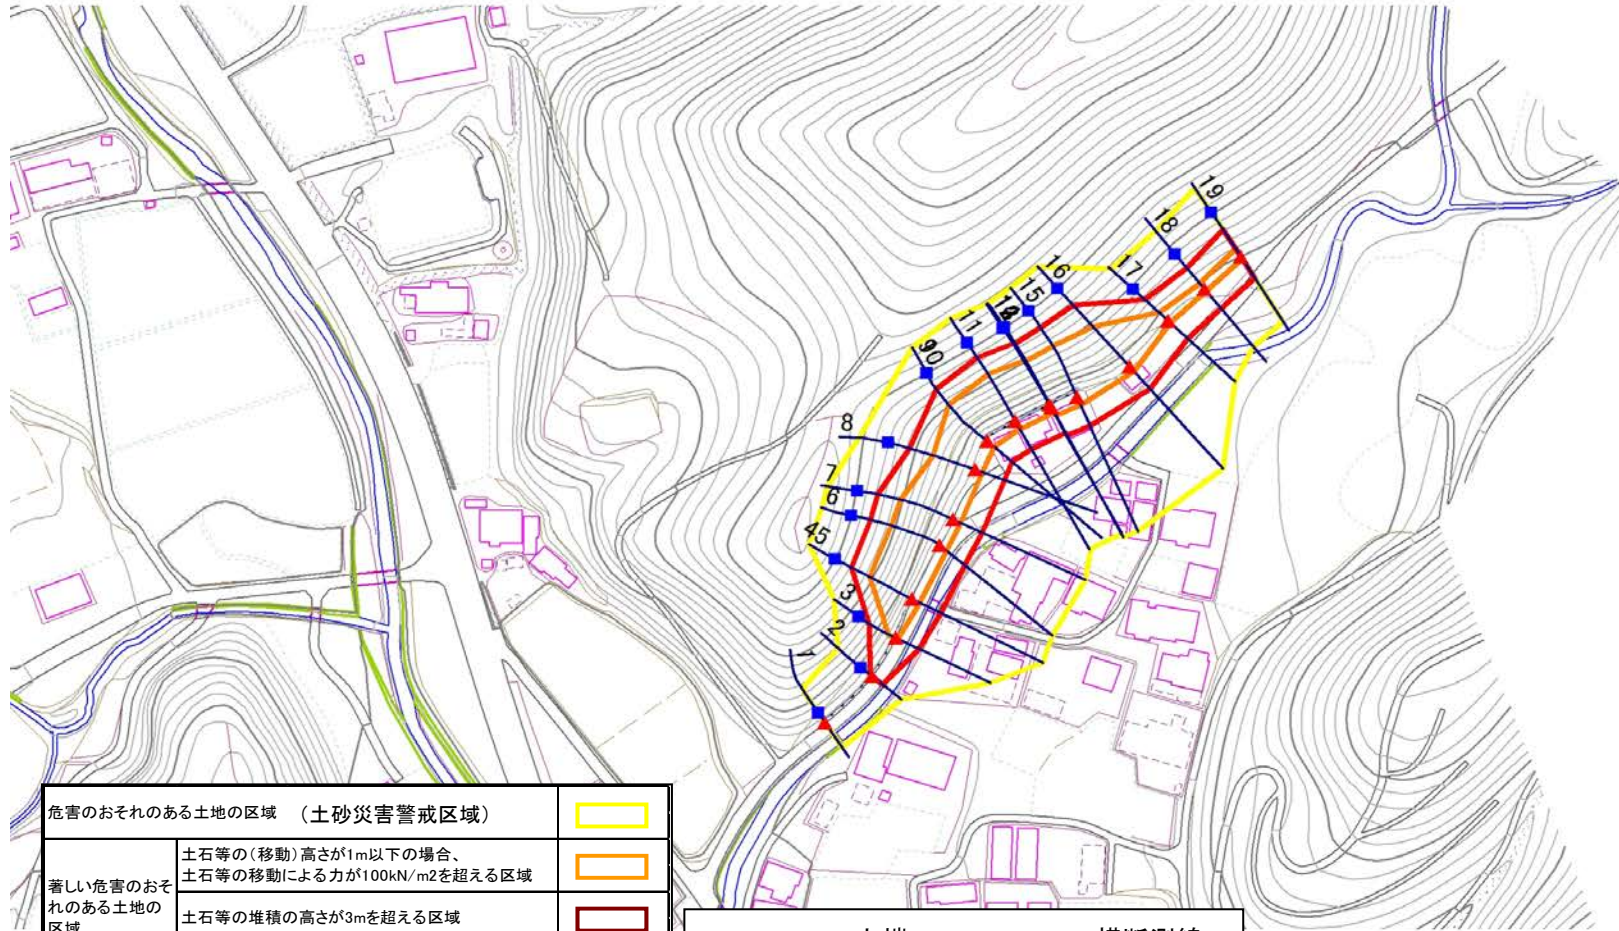 19
18
17
16
15
11
8
7
6
45
3
2
1
危害のおそれのある土地の区域 (土砂災害警戒区域)
著しい危害のおそ
れのある土地の
区域
土石等の(移動)高さが1m以下の場合、
土石等の移動による力が100kN/m2を超える区域
土石等の堆積の高さが3mを超える区域